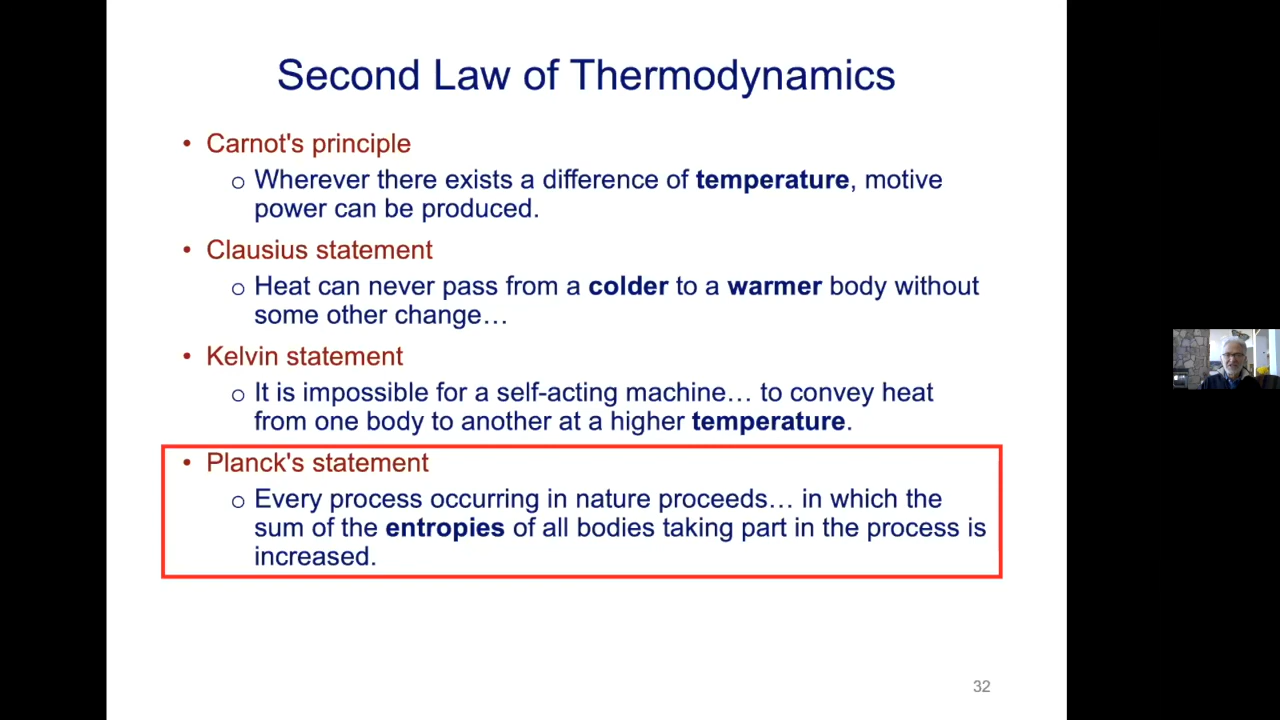 Second Law of Thermodynamics
• Carnot's principle
o Wherever there exists a difference of temperature, motive
power can be produced.
• Clausius statement
o Heat can never pass from a colder to a warmer body without
some other change…
• Kelvin statement
o It is impossible for a self-acting machine… to convey heat
from one body to another at a higher temperature.
• Planck's statement
o Every process occurring in nature proceeds… in which the
sum of the entropies of all bodies taking part in the process is
increased.
32